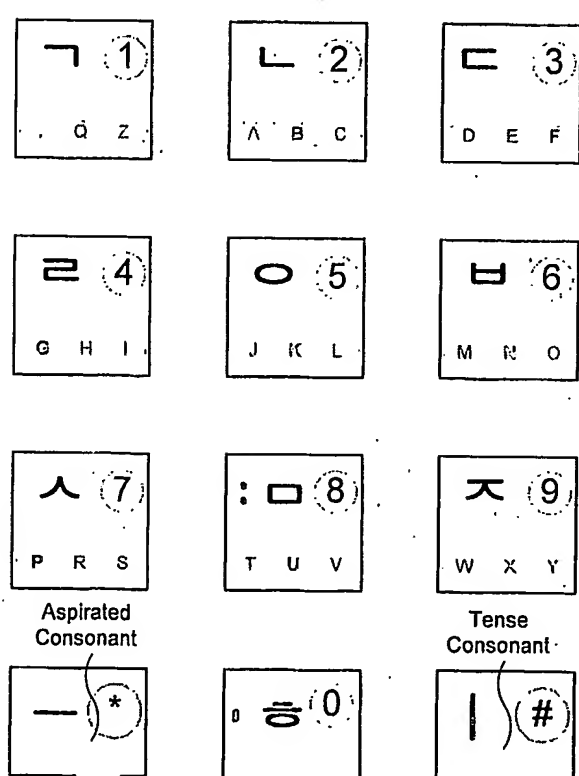 ㄱ 1 ㄴ 2 ㄷ 3
Q Z A B C D E F
ㄹ 4 ㅇ 5 ㅂ 6
G H I J K L M N O
ㅅ 7 : ㅁ 8 ㅈ 9
P R S T U V W X Y
Aspirated Consonant
Tense Consonant
ㅡ * ㅎ 0 ㅣ #